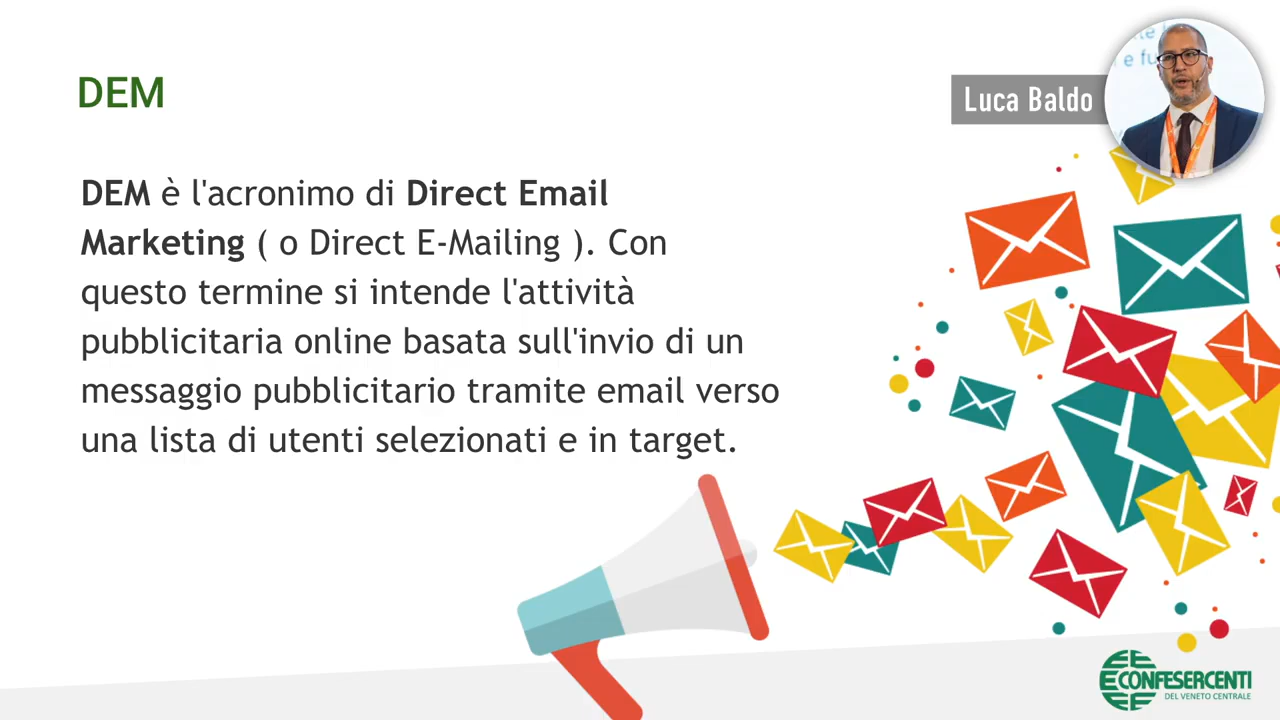 DEM
Luca Baldo
DEM è l'acronimo di Direct Email
Marketing ( o Direct E-Mailing ). Con
questo termine si intende l'attività
pubblicitaria online basata sull'invio di un
messaggio pubblicitario tramite email verso
una lista di utenti selezionati e in target.
CONFESERCENTI
DEL VENETO CENTRALE